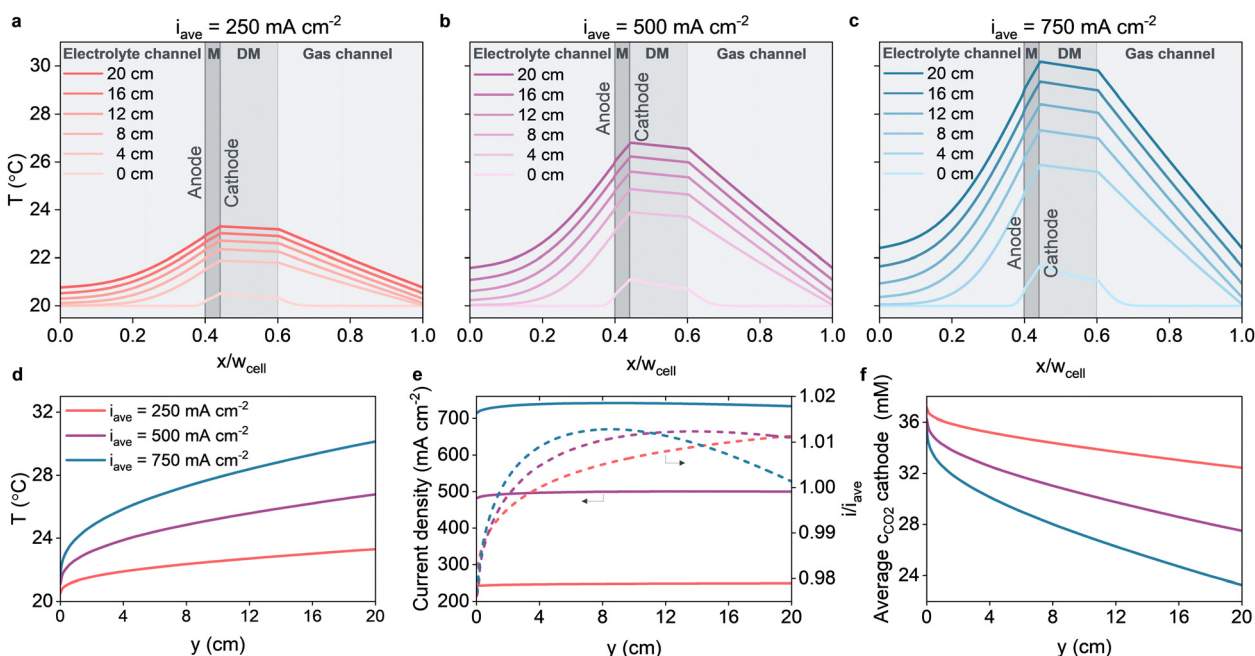 a
i_ave = 250 mA cm⁻²
Electrolyte channel M DM Gas channel
30
28
26
24
22
20
T (°C)
20 cm
16 cm
12 cm
8 cm
4 cm
0 cm
Anode
Cathode
0.0 0.2 0.4 0.6 0.8 1.0
x/w_cell
b
i_ave = 500 mA cm⁻²
Electrolyte channel M DM Gas channel
20 cm
16 cm
12 cm
8 cm
4 cm
0 cm
Anode
Cathode
0.0 0.2 0.4 0.6 0.8 1.0
x/w_cell
c
i_ave = 750 mA cm⁻²
Electrolyte channel M DM Gas channel
20 cm
16 cm
12 cm
8 cm
4 cm
0 cm
Anode
Cathode
0.0 0.2 0.4 0.6 0.8 1.0
x/w_cell
d
32
28
24
20
T (°C)
i_ave = 250 mA cm⁻²
i_ave = 500 mA cm⁻²
i_ave = 750 mA cm⁻²
0 4 8 12 16 20
y (cm)
e
700
600
500
400
300
200
Current density (mA cm⁻²)
1.02
1.01
1.00
0.99
0.98
i/i_ave
0 4 8 12 16 20
y (cm)
f
36
32
28
24
Average c_CO2 cathode (mM)
0 4 8 12 16 20
y (cm)